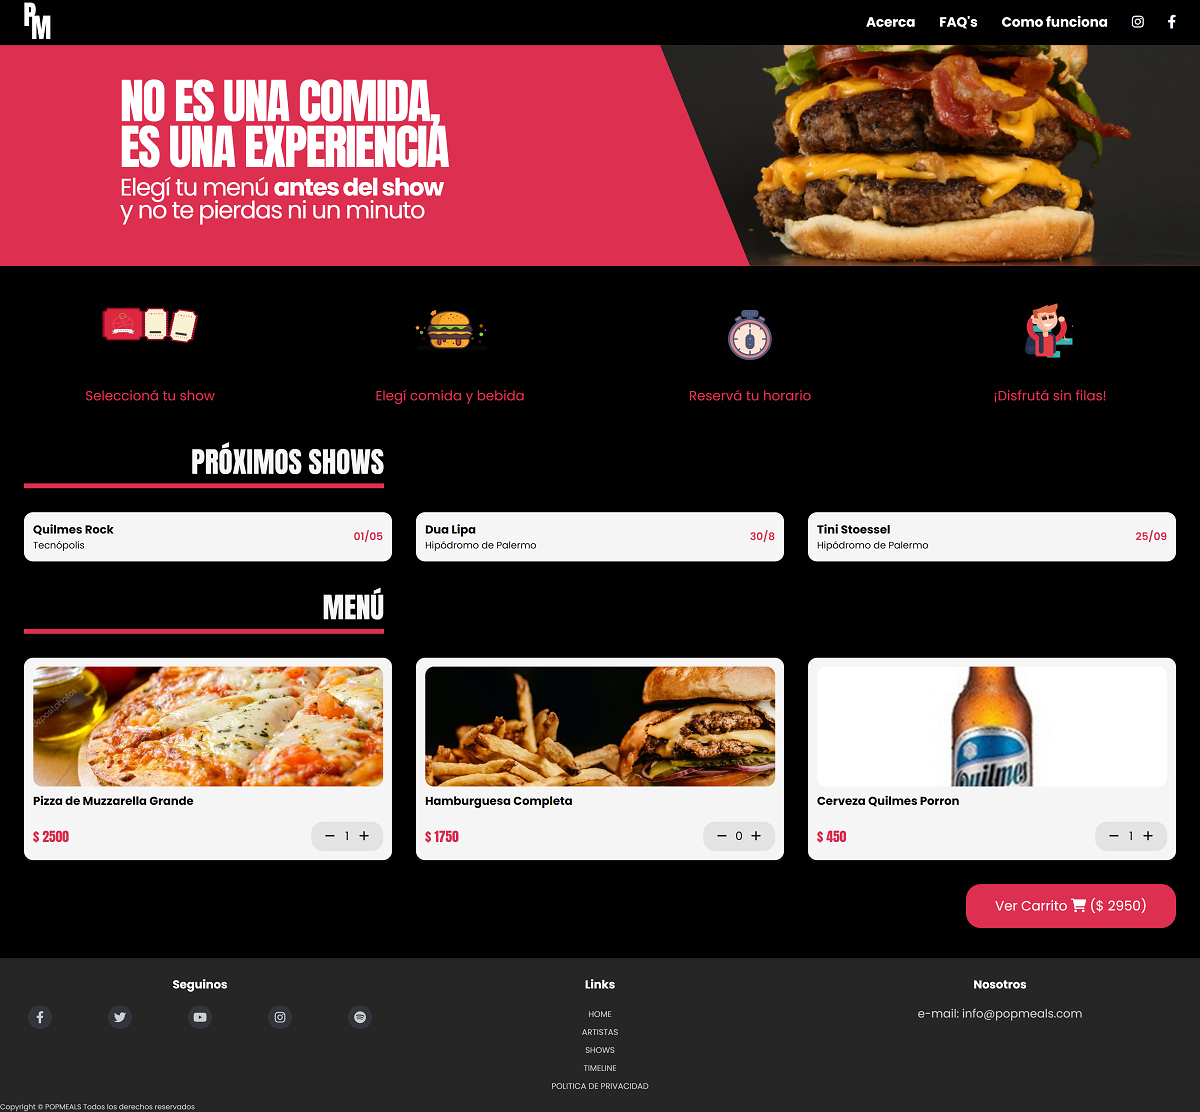 PM
Acerca
FAQ's
Como funciona
NO ES UNA COMIDA,
ES UNA EXPERIENCIA
Elegí tu menú antes del show
y no te pierdas ni un minuto
Seleccioná tu show
Elegí comida y bebida
Reservá tu horario
¡Disfrutá sin filas!
PRÓXIMOS SHOWS
Quilmes Rock
Tecnópolis
01/05
Dua Lipa
Hipódromo de Palermo
30/8
Tini Stoessel
Hipódromo de Palermo
25/09
MENÚ
depositphotos
Pizza de Muzzarella Grande
$ 2500
− 1 +
Hamburguesa Completa
$ 1750
− 0 +
Quilmes
Cerveza Quilmes Porron
$ 450
− 1 +
Ver Carrito ($ 2950)
Seguinos
Links
HOME
ARTISTAS
SHOWS
TIMELINE
POLITICA DE PRIVACIDAD
Nosotros
e-mail: info@popmeals.com
Copyright © POPMEALS Todos los derechos reservados